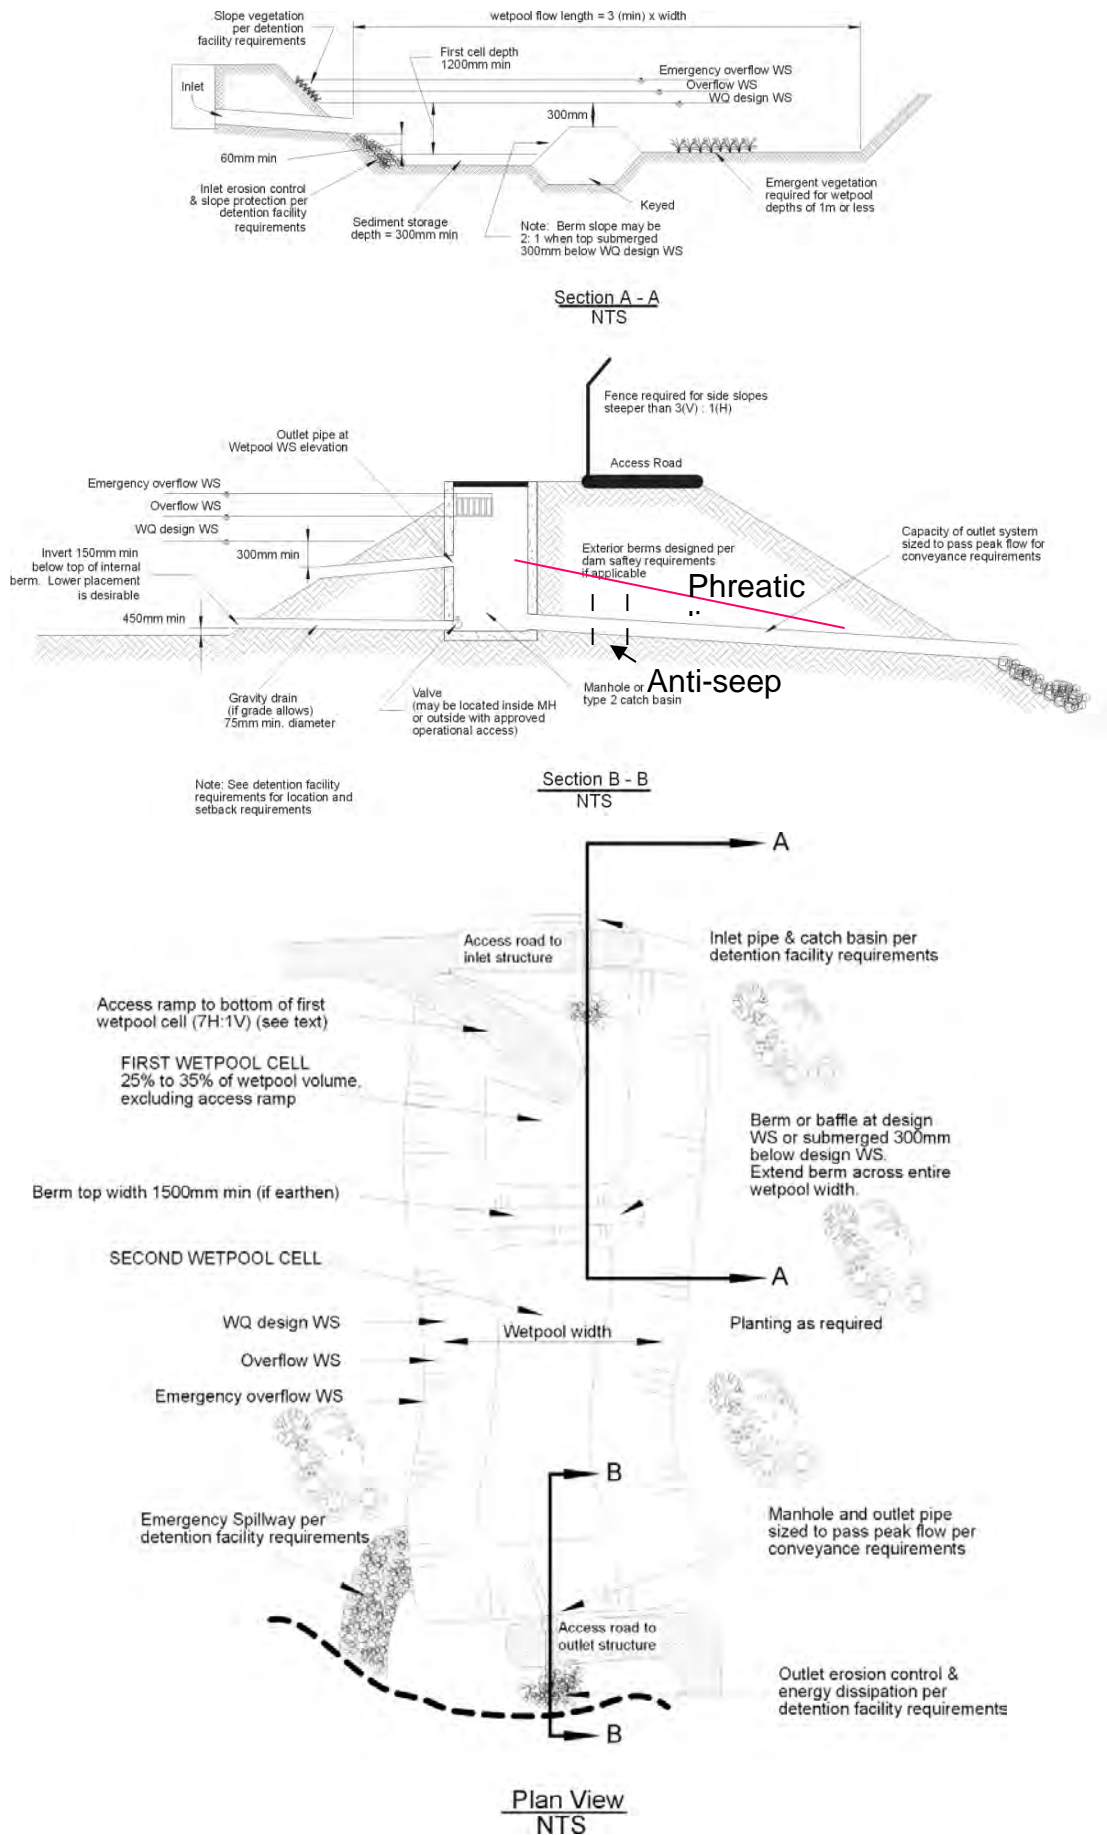 Slope vegetation
per detention
facility requirements
wetpool flow length = 3 (min) x width
First cell depth
1200mm min
Emergency overflow WS
Overflow WS
WQ design WS
Inlet
300mm
60mm min
Inlet erosion control
& slope protection per
detention facility
requirements
Sediment storage
depth = 300mm min
Keyed
Note: Berm slope may be
2: 1 when top submerged
300mm below WQ design WS
Emergent vegetation
required for wetpool
depths of 1m or less
Section A - A
NTS
Fence required for side slopes
steeper than 3(V) : 1(H)
Outlet pipe at
Wetpool WS elevation
Access Road
Emergency overflow WS
Overflow WS
WQ design WS
Invert 150mm min
below top of internal
berm. Lower placement
is desirable
300mm min
450mm min
Exterior berms designed per
dam saftey requirements
if applicable
Phreatic
Capacity of outlet system
sized to pass peak flow for
conveyance requirements
Anti-seep
Gravity drain
(if grade allows)
75mm min. diameter
Valve
(may be located inside MH
or outside with approved
operational access)
Manhole or
type 2 catch basin
Note: See detention facility
requirements for location and
setback requirements
Section B - B
NTS
A
Access road to
inlet structure
Inlet pipe & catch basin per
detention facility requirements
Access ramp to bottom of first
wetpool cell (7H:1V) (see text)
FIRST WETPOOL CELL
25% to 35% of wetpool volume,
excluding access ramp
Berm or baffle at design
WS or submerged 300mm
below design WS.
Extend berm across entire
wetpool width.
Berm top width 1500mm min (if earthen)
SECOND WETPOOL CELL
A
WQ design WS
Wetpool width
Planting as required
Overflow WS
Emergency overflow WS
B
Emergency Spillway per
detention facility requirements
Manhole and outlet pipe
sized to pass peak flow per
conveyance requirements
Access road to
outlet structure
Outlet erosion control &
energy dissipation per
detention facility requirements
B
Plan View
NTS